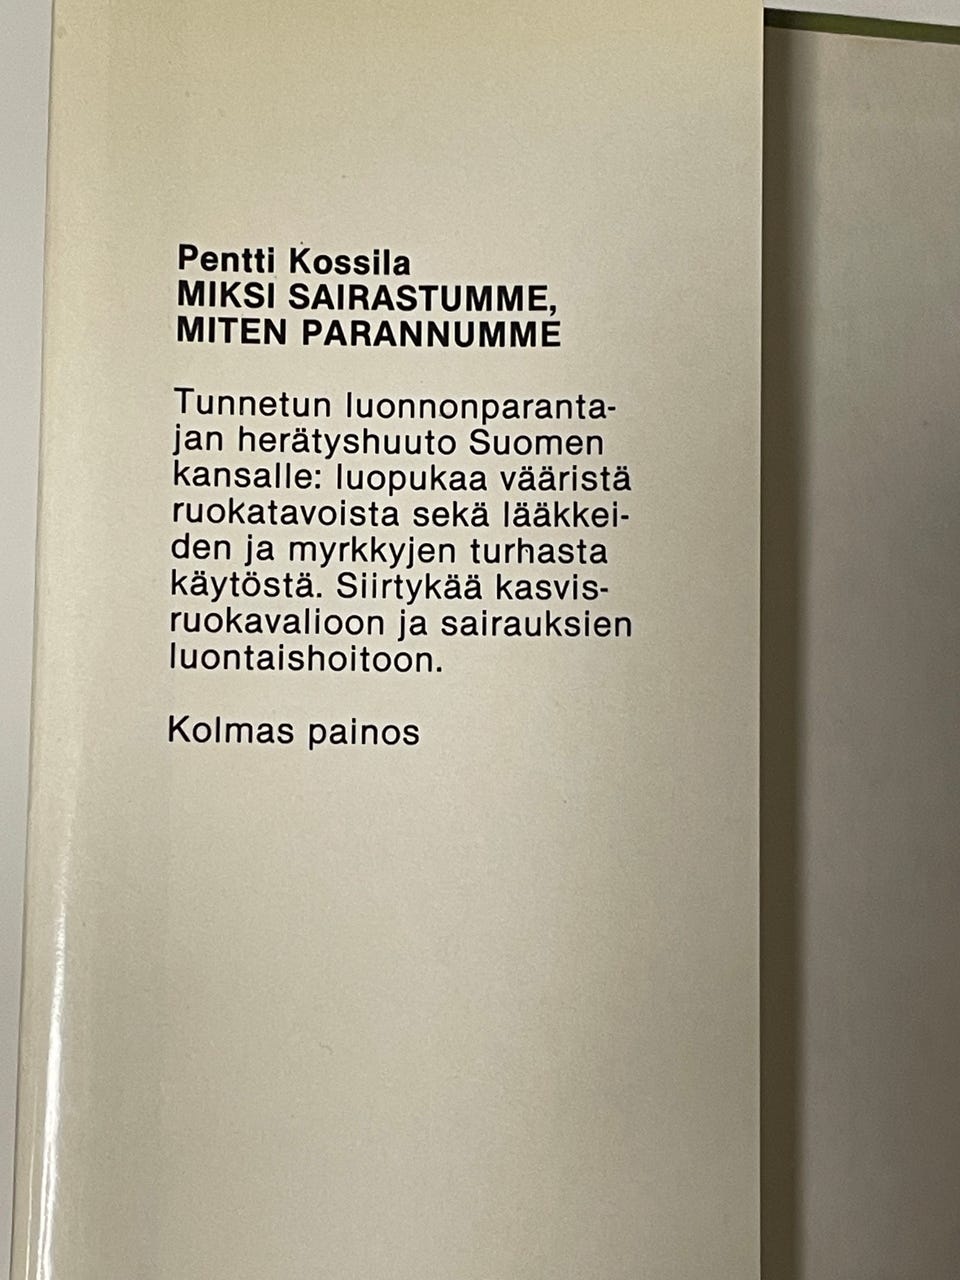 Pentti Kossila
MIKSI SAIRASTUMME,
MITEN PARANNUMME
Tunnetun luonnonparanta-
jan herätyshuuto Suomen
kansalle: luopukaa vääristä
ruokatavoista sekä lääkkei-
den ja myrkkyjen turhasta
käytöstä. Siirtykää kasvis-
ruokavalioon ja sairauksien
luontaishoitoon.
Kolmas painos